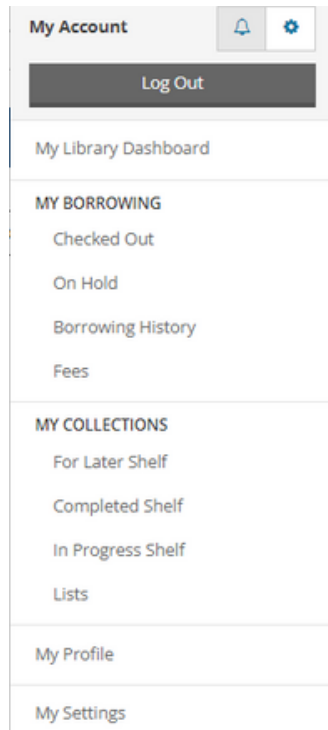 My Account
Log Out
My Library Dashboard
MY BORROWING
Checked Out
On Hold
Borrowing History
Fees
MY COLLECTIONS
For Later Shelf
Completed Shelf
In Progress Shelf
Lists
My Profile
My Settings